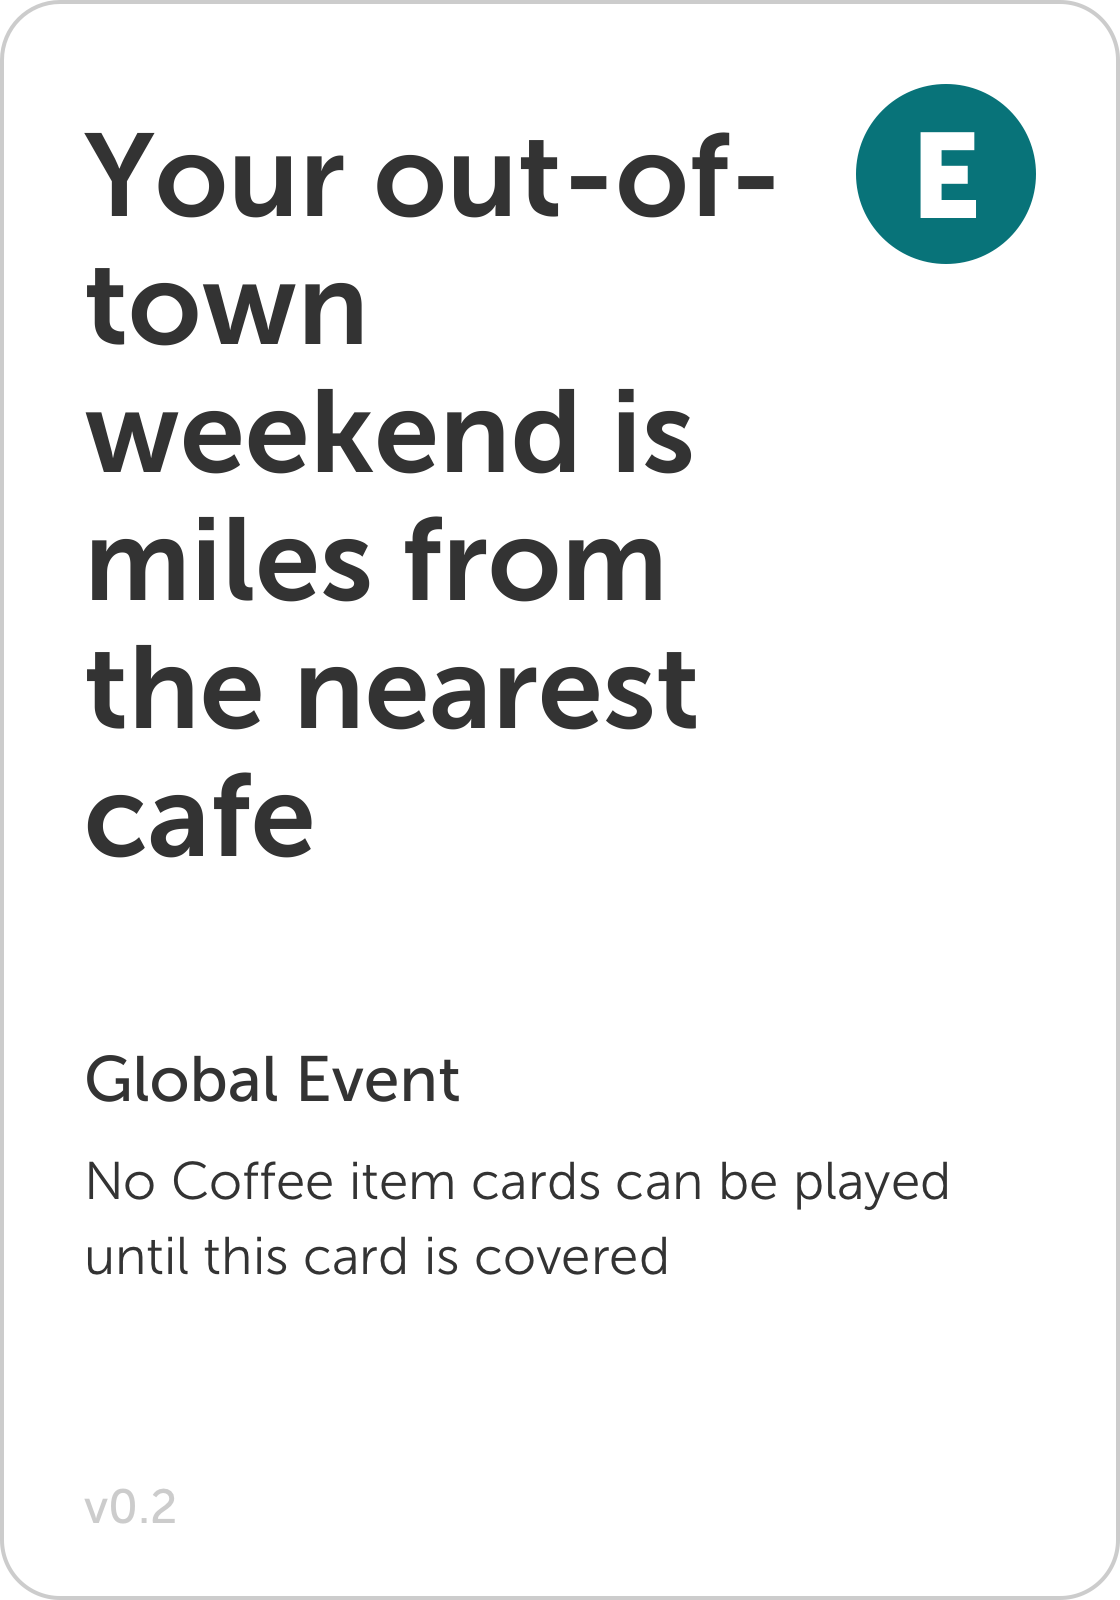 Your out-of-
town
weekend is
miles from
the nearest
cafe
E
Global Event
No Coffee item cards can be played
until this card is covered
v0.2